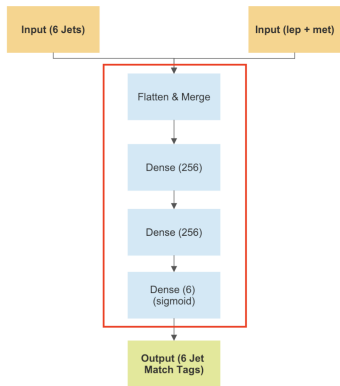 Input (6 Jets)
Input (lep + met)
Flatten & Merge
Dense (256)
Dense (256)
Dense (6)
(sigmoid)
Output (6 Jet
Match Tags)